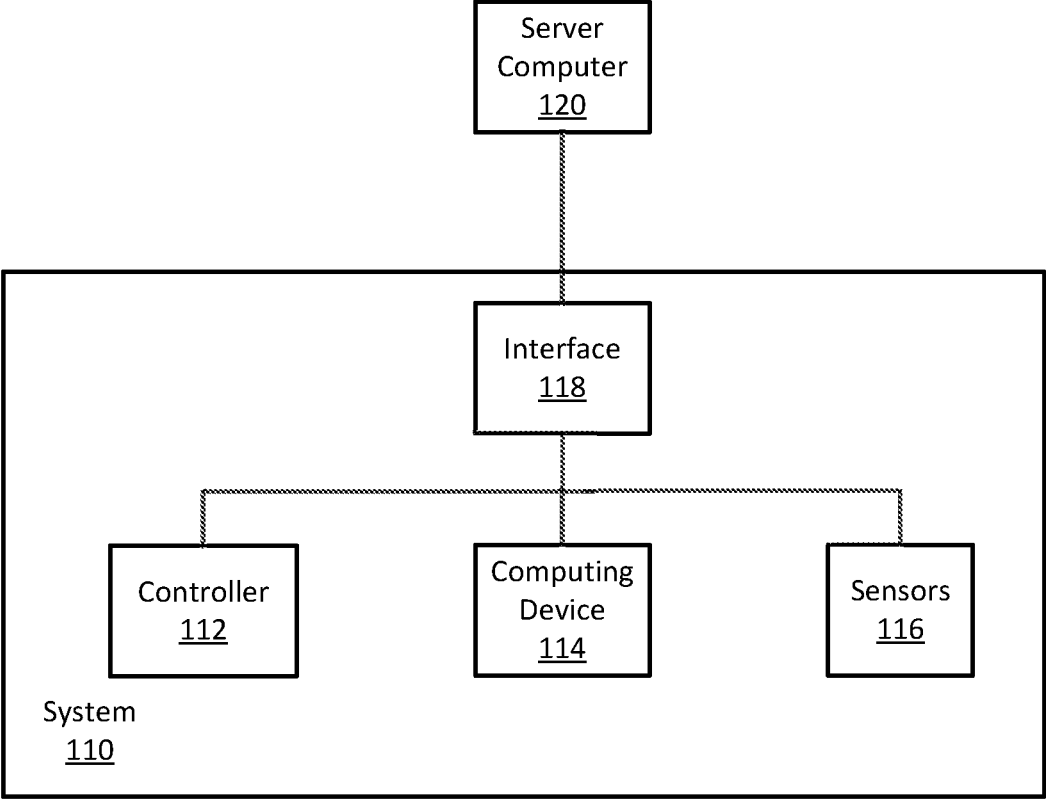 Server
Computer
120
Interface
118
Controller
112
Computing
Device
114
Sensors
116
System
110